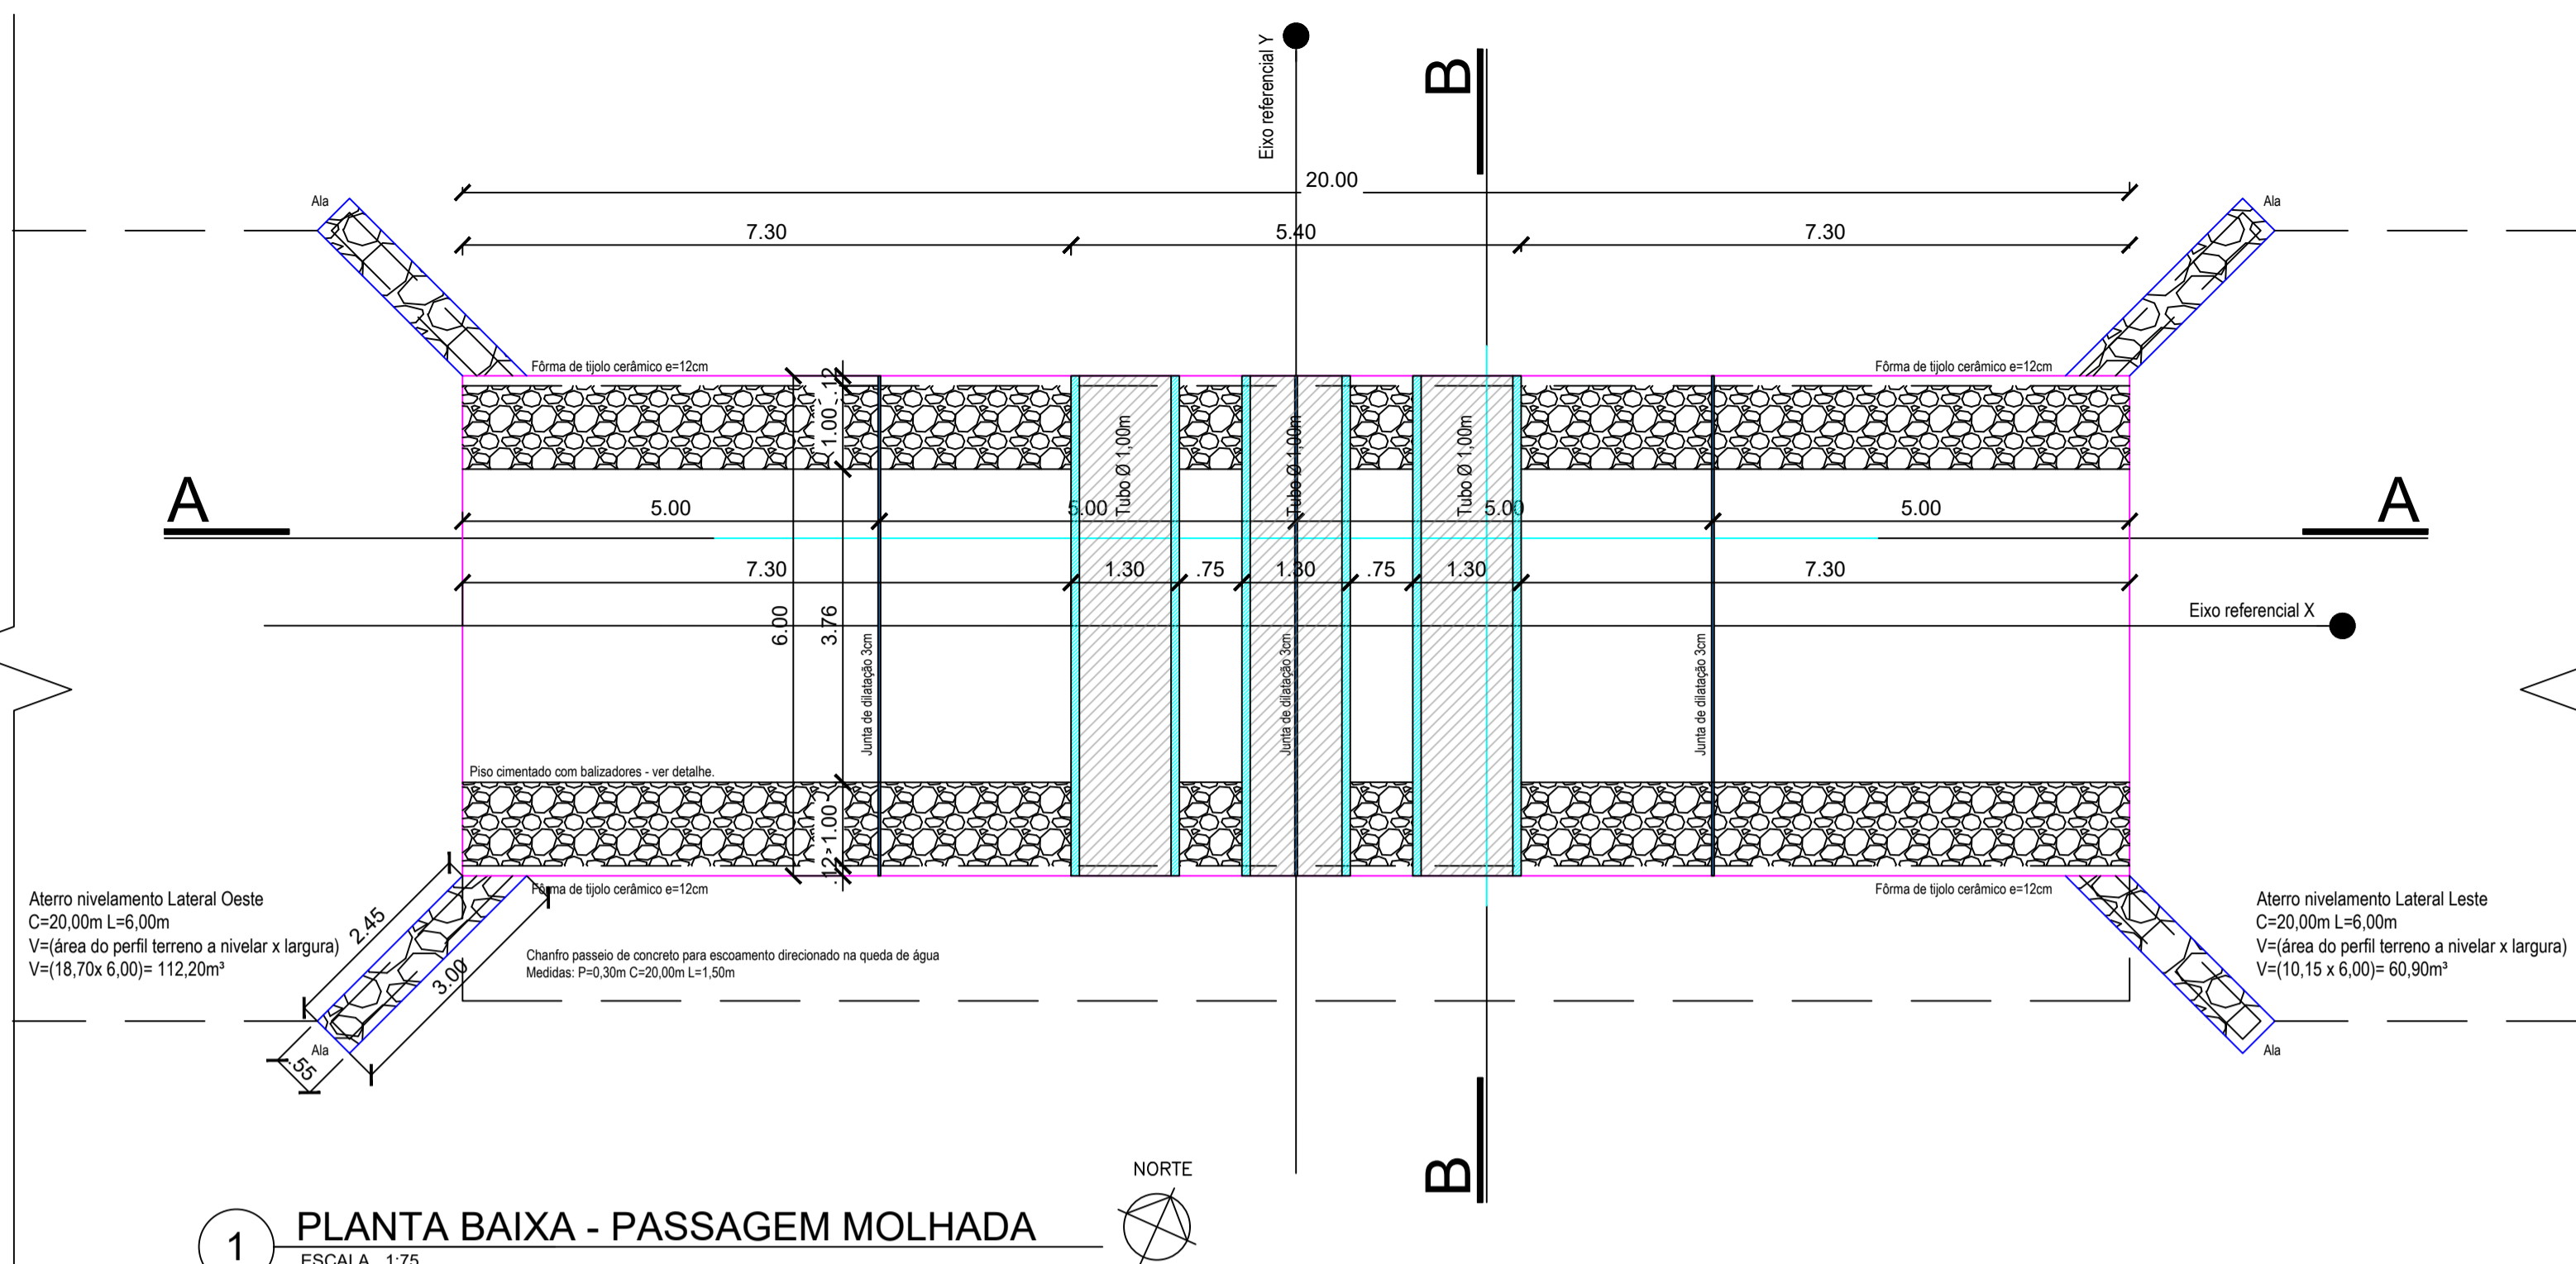 Eixo referencial Y
B
20.00
Ala
Ala
7.30
5.40
7.30
Fôrma de tijolo cerâmico e=12cm
Fôrma de tijolo cerâmico e=12cm
.12
1.00
Tubo Ø 1,00m
Tubo Ø 1,00m
Tubo Ø 1,00m
A
A
5.00
5.00
5.00
5.00
7.30
1.30
.75
1.30
.75
1.30
7.30
Eixo referencial X
6.00
3.76
Junta de dilatação 3cm
Junta de dilatação 3cm
Junta de dilatação 3cm
Piso cimentado com balizadores - ver detalhe.
1.00
.12
Fôrma de tijolo cerâmico e=12cm
Fôrma de tijolo cerâmico e=12cm
Aterro nivelamento Lateral Oeste
C=20,00m L=6,00m
V=(área do perfil terreno a nivelar x largura)
V=(18,70x 6,00)= 112,20m³
2.45
3.00
.55
Ala
Chanfro passeio de concreto para escoamento direcionado na queda de água
Medidas: P=0,30m C=20,00m L=1,50m
Aterro nivelamento Lateral Leste
C=20,00m L=6,00m
V=(área do perfil terreno a nivelar x largura)
V=(10,15 x 6,00)= 60,90m³
Ala
B
NORTE
1
PLANTA BAIXA - PASSAGEM MOLHADA
ESCALA 1:75